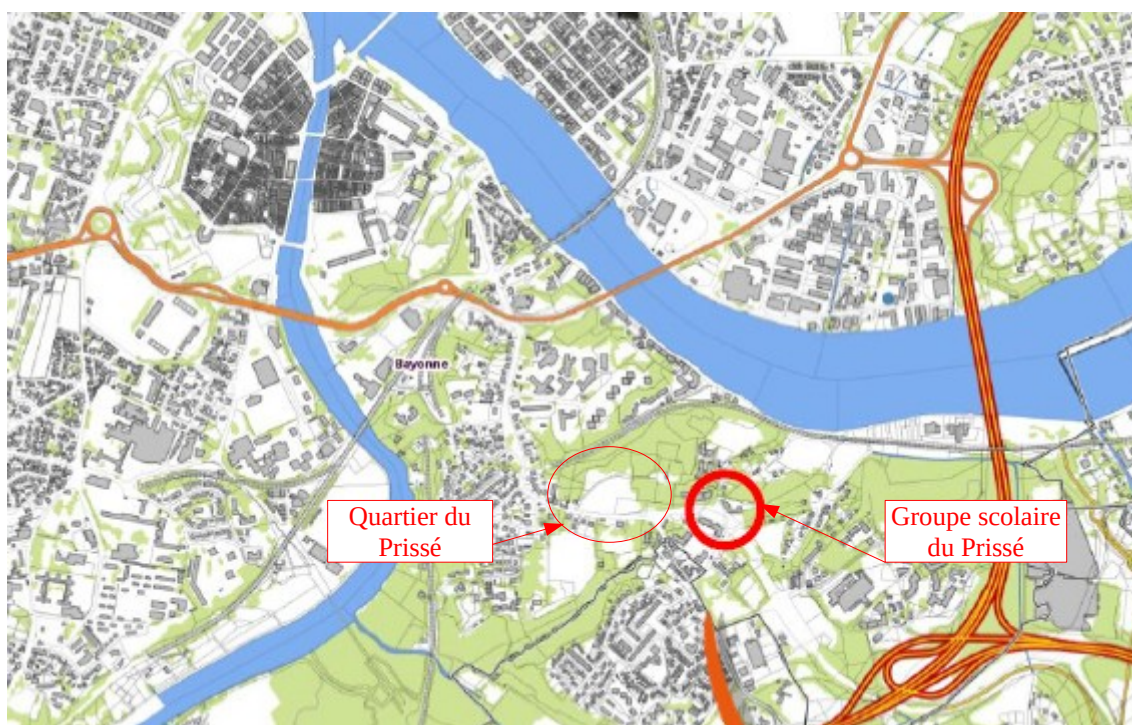 Bayonne
Quartier du
Prissé
Groupe scolaire
du Prissé